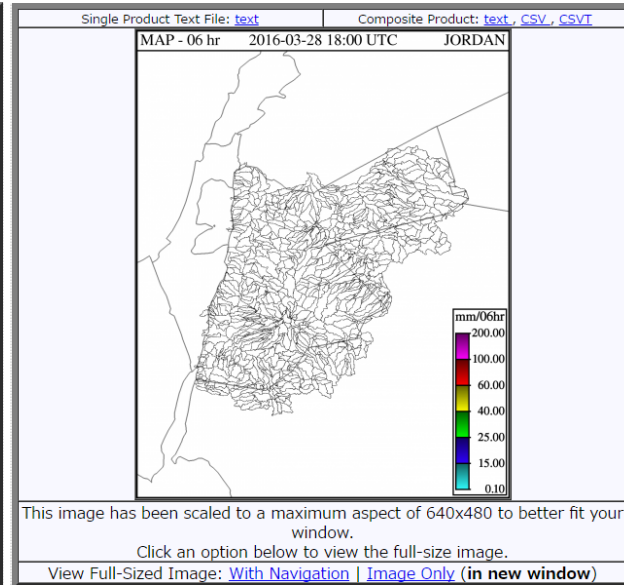 Single Product Text File: text
Composite Product: text , CSV , CSVT
MAP - 06 hr 2016-03-28 18:00 UTC JORDAN
mm/06hr
200.00
100.00
60.00
40.00
25.00
15.00
0.10
This image has been scaled to a maximum aspect of 640x480 to better fit your
window.
Click an option below to view the full-size image.
View Full-Sized Image: With Navigation | Image Only (in new window)